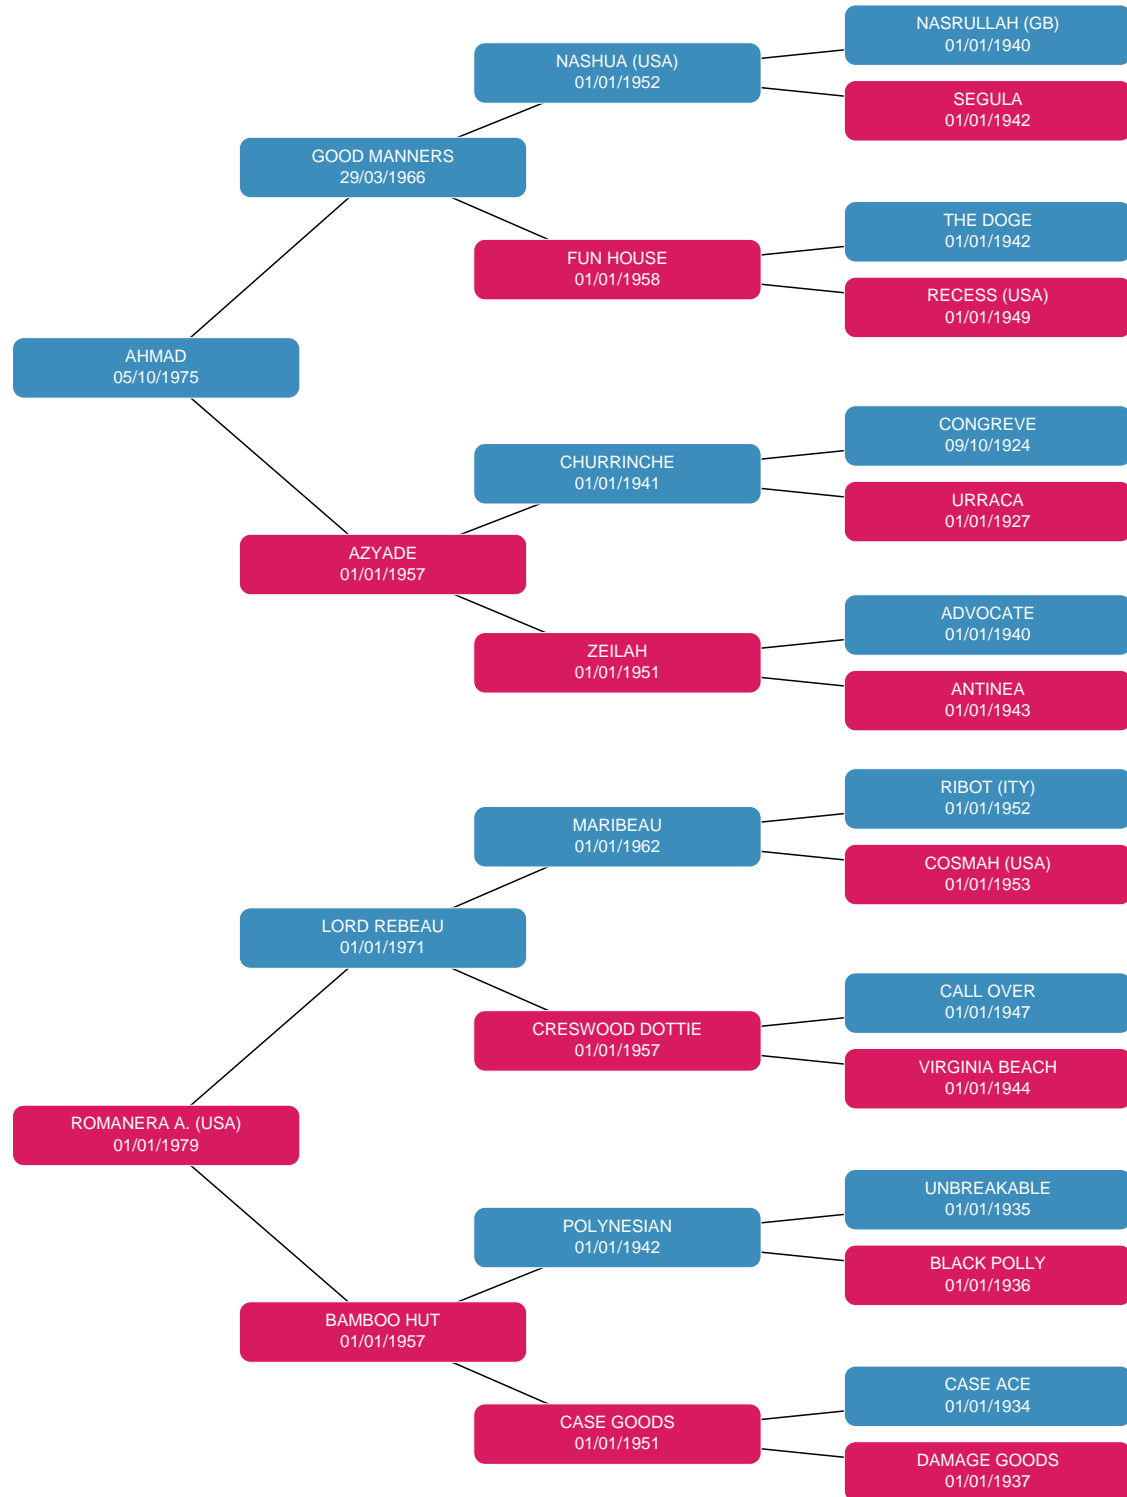 NASRULLAH (GB)
01/01/1940
NASHUA (USA)
01/01/1952
SEGULA
01/01/1942
GOOD MANNERS
29/03/1966
THE DOGE
01/01/1942
FUN HOUSE
01/01/1958
RECESS (USA)
01/01/1949
AHMAD
05/10/1975
CONGREVE
09/10/1924
CHURRINCHE
01/01/1941
URRACA
01/01/1927
AZYADE
01/01/1957
ADVOCATE
01/01/1940
ZEILAH
01/01/1951
ANTINEA
01/01/1943
RIBOT (ITY)
01/01/1952
MARIBEAU
01/01/1962
COSMAH (USA)
01/01/1953
LORD REBEAU
01/01/1971
CALL OVER
01/01/1947
CRESWOOD DOTTIE
01/01/1957
VIRGINIA BEACH
01/01/1944
ROMANERA A. (USA)
01/01/1979
UNBREAKABLE
01/01/1935
POLYNESIAN
01/01/1942
BLACK POLLY
01/01/1936
BAMBOO HUT
01/01/1957
CASE ACE
01/01/1934
CASE GOODS
01/01/1951
DAMAGE GOODS
01/01/1937